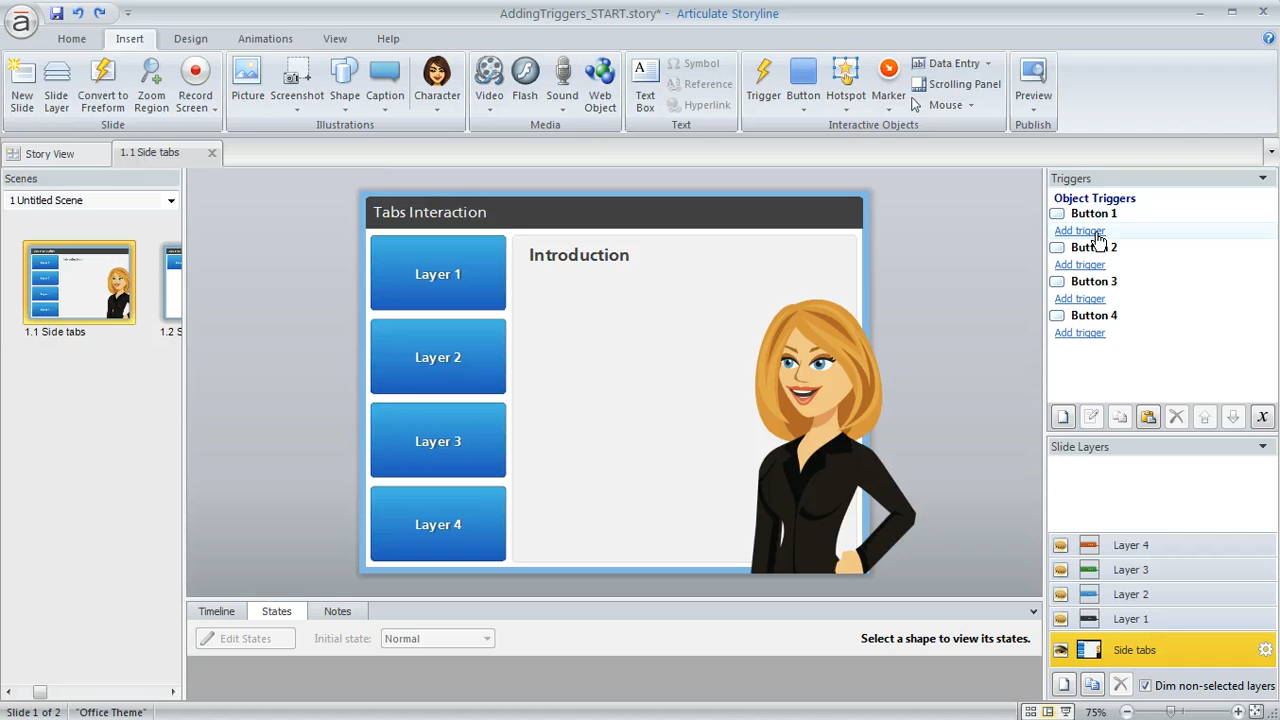 AddingTriggers_START.story* - Articulate Storyline
Home Insert Design Animations View Help
New Slide
Slide Layer
Convert to Freeform
Zoom Region
Record Screen
Slide
Picture
Screenshot
Shape
Caption
Character
Illustrations
Video
Flash
Sound
Web Object
Media
Text Box
Symbol
Reference
Hyperlink
Text
Trigger
Button
Hotspot
Marker
Data Entry
Scrolling Panel
Mouse
Interactive Objects
Preview
Publish
Story View
1.1 Side tabs
Scenes
1 Untitled Scene
1.1 Side tabs
1.2 S
Tabs Interaction
Layer 1
Layer 2
Layer 3
Layer 4
Introduction
Timeline States Notes
Edit States
Initial state: Normal
Select a shape to view its states.
Triggers
Object Triggers
Button 1
Add trigger
Button 2
Add trigger
Button 3
Add trigger
Button 4
Add trigger
Slide Layers
Layer 4
Layer 3
Layer 2
Layer 1
Side tabs
Dim non-selected layers
Slide 1 of 2
"Office Theme"
75%